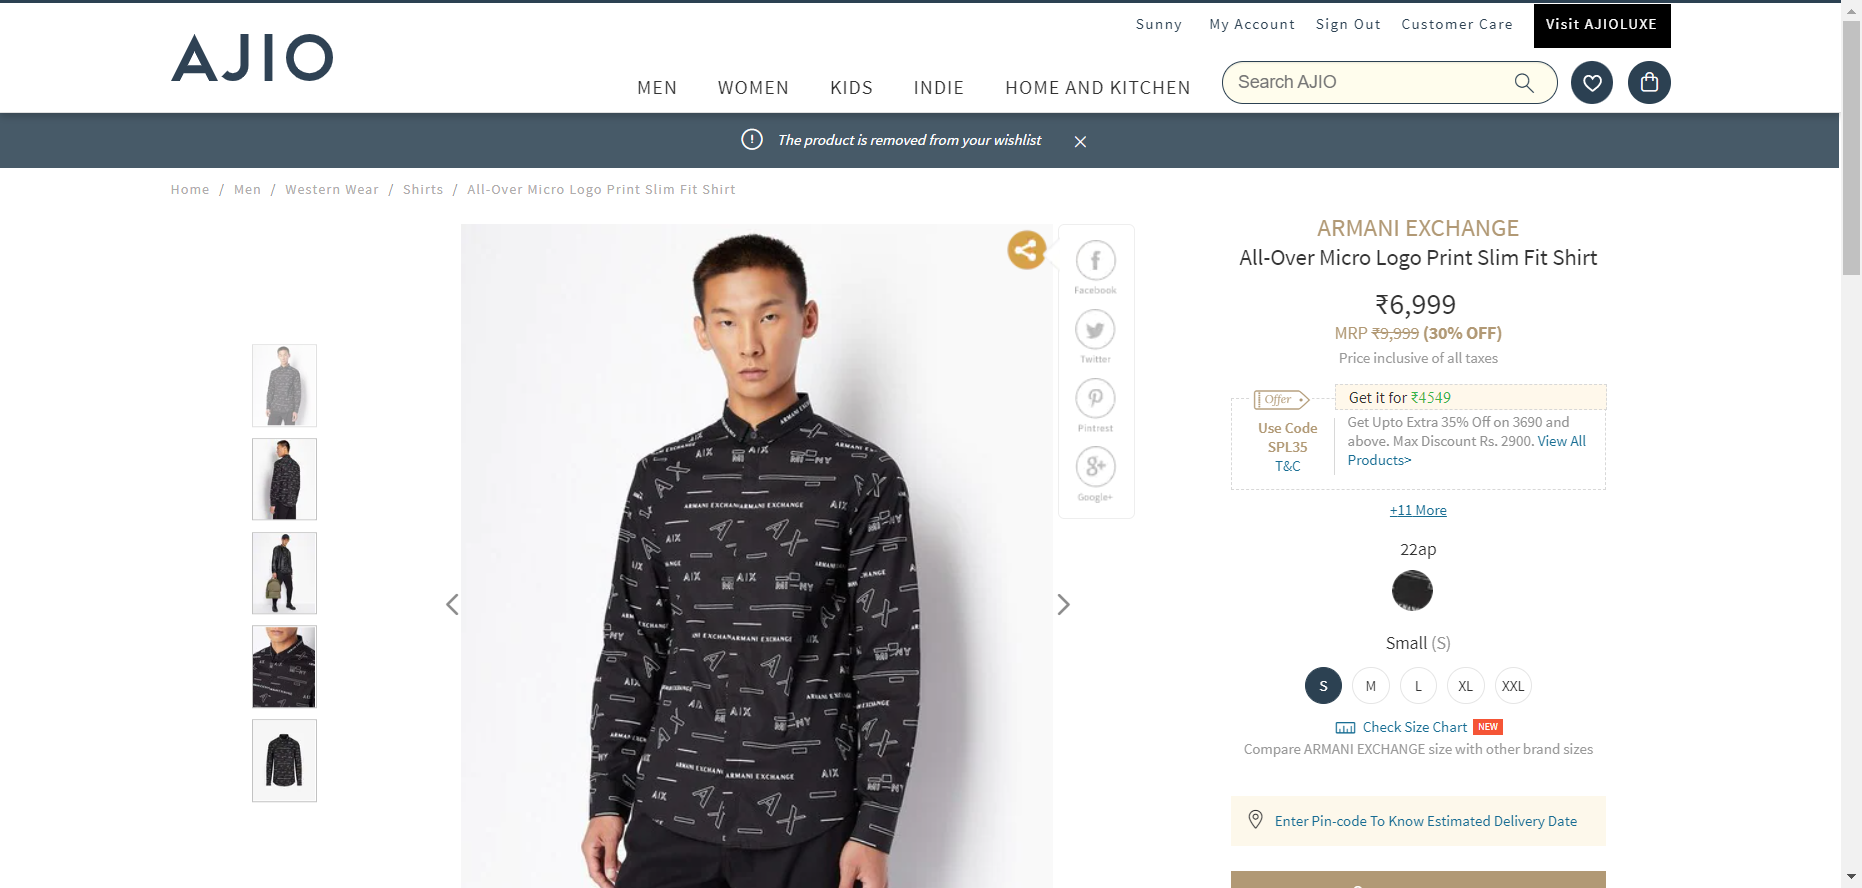 Sunny My Account Sign Out Customer Care Visit AJIOLUXE
AJIO
MEN WOMEN KIDS INDIE HOME AND KITCHEN
Search AJIO
The product is removed from your wishlist
Home / Men / Western Wear / Shirts / All-Over Micro Logo Print Slim Fit Shirt
Facebook
Twitter
Pintrest
g+
Google+
ARMANI EXCHANGE
All-Over Micro Logo Print Slim Fit Shirt
₹6,999
MRP ₹9,999 (30% OFF)
Price inclusive of all taxes
Offer
Use Code
SPL35
T&C
Get it for ₹4549
Get Upto Extra 35% Off on 3690 and
above. Max Discount Rs. 2900. View All
Products>
+11 More
22ap
Small (S)
S M L XL XXL
Check Size Chart NEW
Compare ARMANI EXCHANGE size with other brand sizes
Enter Pin-code To Know Estimated Delivery Date